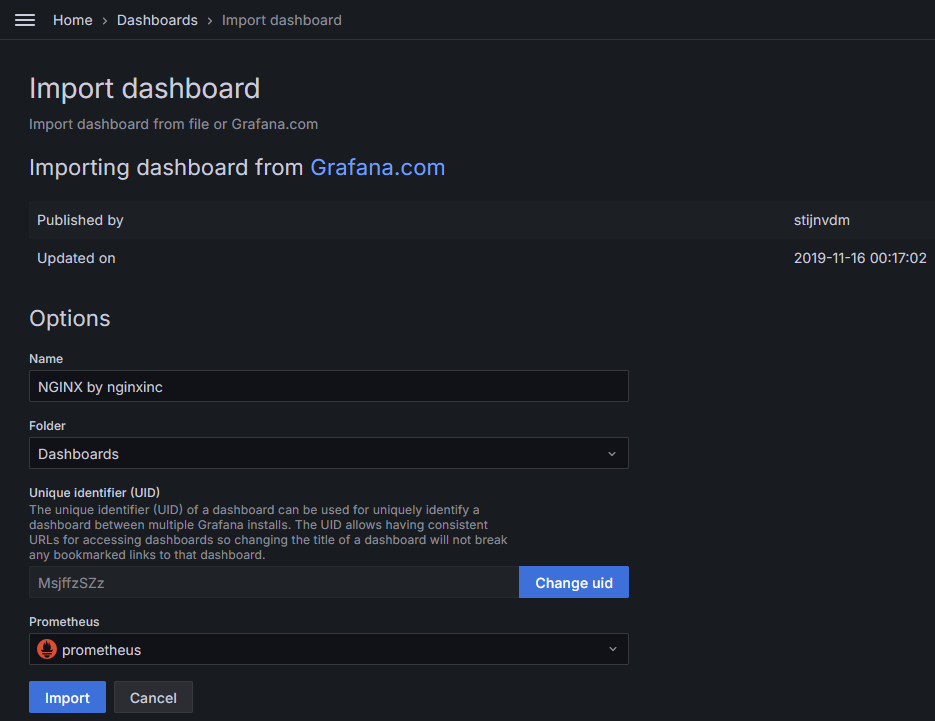 Home › Dashboards › Import dashboard
Import dashboard
Import dashboard from file or Grafana.com
Importing dashboard from Grafana.com
Published by stijnvdm
Updated on 2019-11-16 00:17:02
Options
Name
NGINX by nginxinc
Folder
Dashboards
Unique identifier (UID)
The unique identifier (UID) of a dashboard can be used for uniquely identify a
dashboard between multiple Grafana installs. The UID allows having consistent
URLs for accessing dashboards so changing the title of a dashboard will not break
any bookmarked links to that dashboard.
MsjffzSZz Change uid
Prometheus
prometheus
Import Cancel